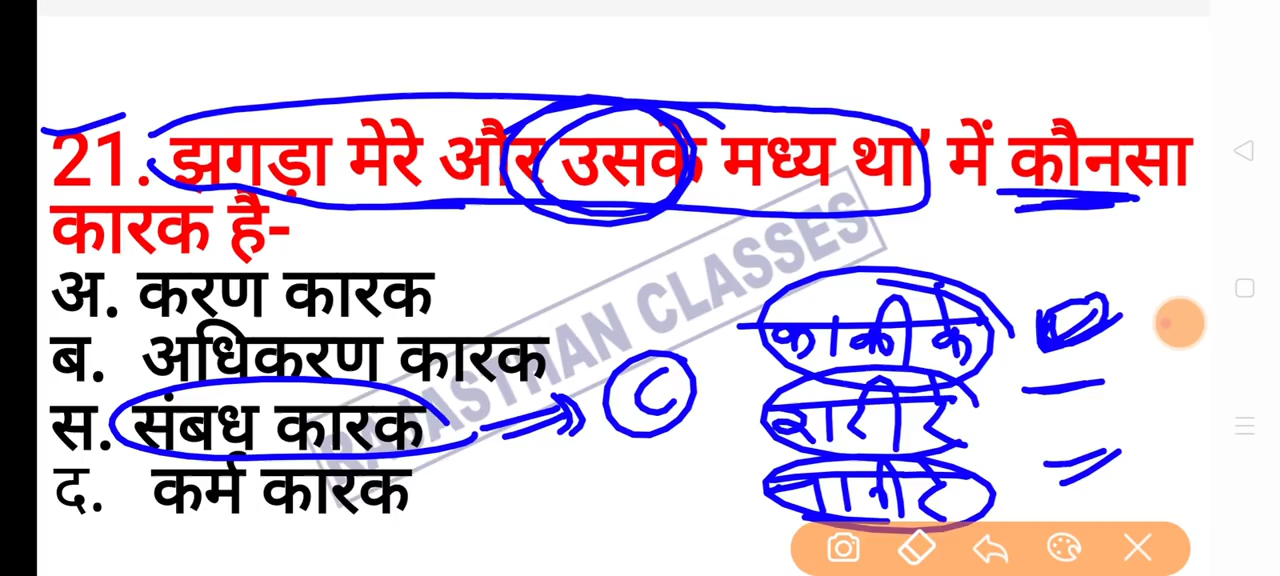 21. झगड़ा मेरे और उसके मध्य था’ में कौनसा
कारक है-
अ. करण कारक
ब. अधिकरण कारक
स. संबध कारक
द. कर्म कारक
C
का की के
रा री रे
ना नी ने
RAJASTHAN CLASSES